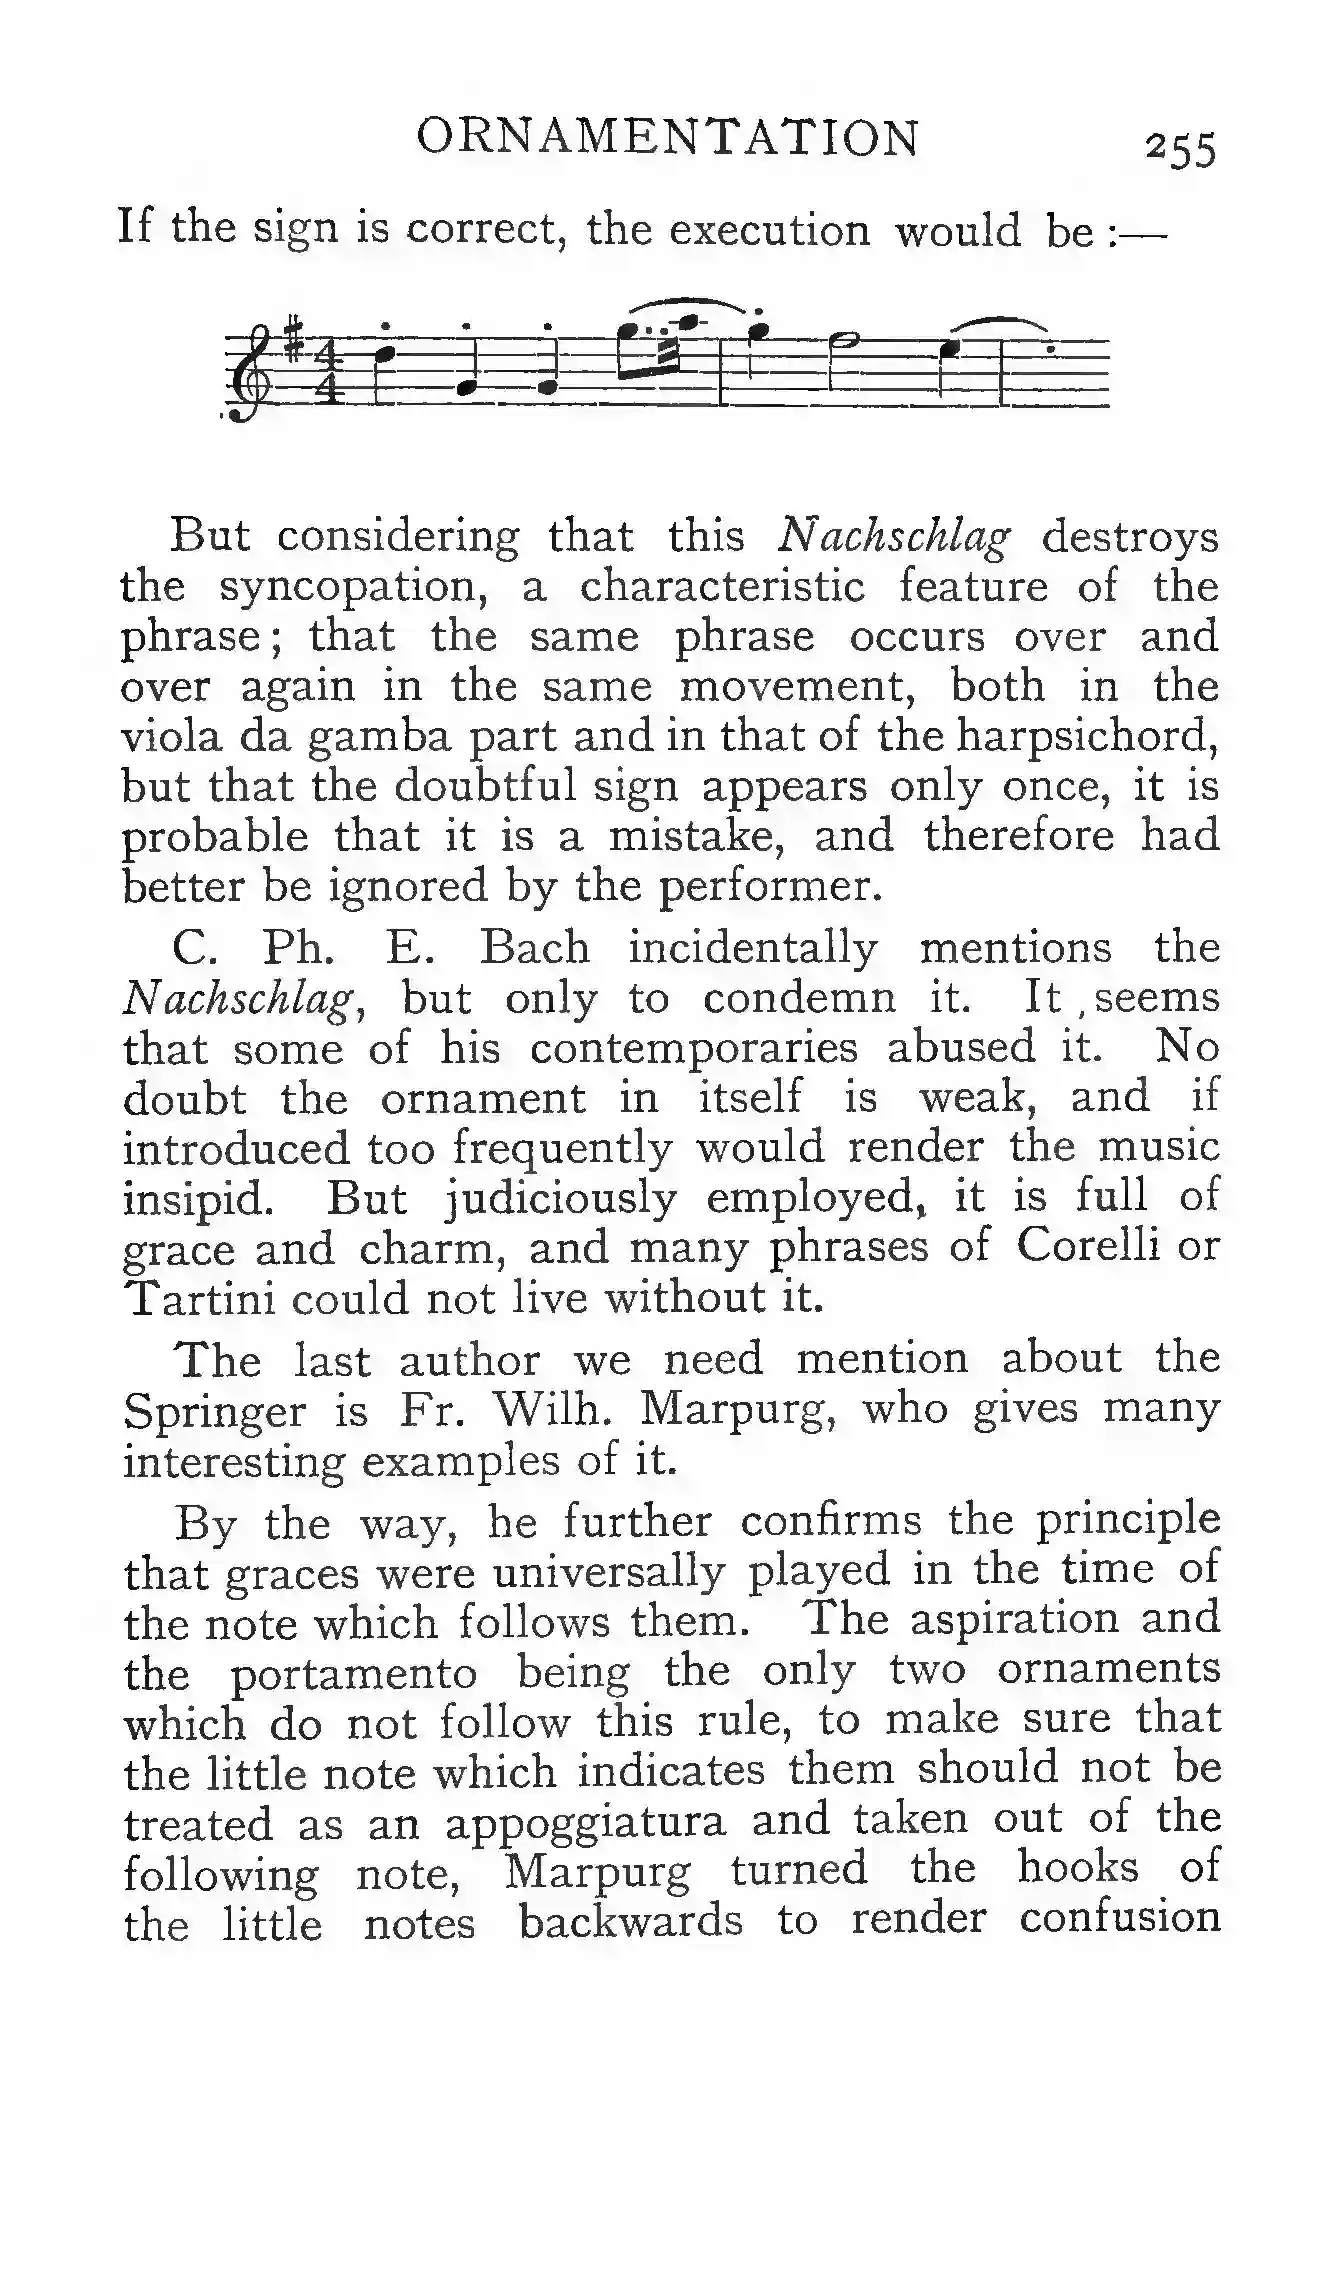 ORNAMENTATION 255
If the sign is correct, the execution would be :—
4
4
But considering that this Nachschlag destroys
the syncopation, a characteristic feature of the
phrase; that the same phrase occurs over and
over again in the same movement, both in the
viola da gamba part and in that of the harpsichord,
but that the doubtful sign appears only once, it is
probable that it is a mistake, and therefore had
better be ignored by the performer.
C. Ph. E. Bach incidentally mentions the
Nachschlag, but only to condemn it. It seems
that some of his contemporaries abused it. No
doubt the ornament in itself is weak, and if
introduced too frequently would render the music
insipid. But judiciously employed, it is full of
grace and charm, and many phrases of Corelli or
Tartini could not live without it.
The last author we need mention about the
Springer is Fr. Wilh. Marpurg, who gives many
interesting examples of it.
By the way, he further confirms the principle
that graces were universally played in the time of
the note which follows them. The aspiration and
the portamento being the only two ornaments
which do not follow this rule, to make sure that
the little note which indicates them should not be
treated as an appoggiatura and taken out of the
following note, Marpurg turned the hooks of
the little notes backwards to render confusion